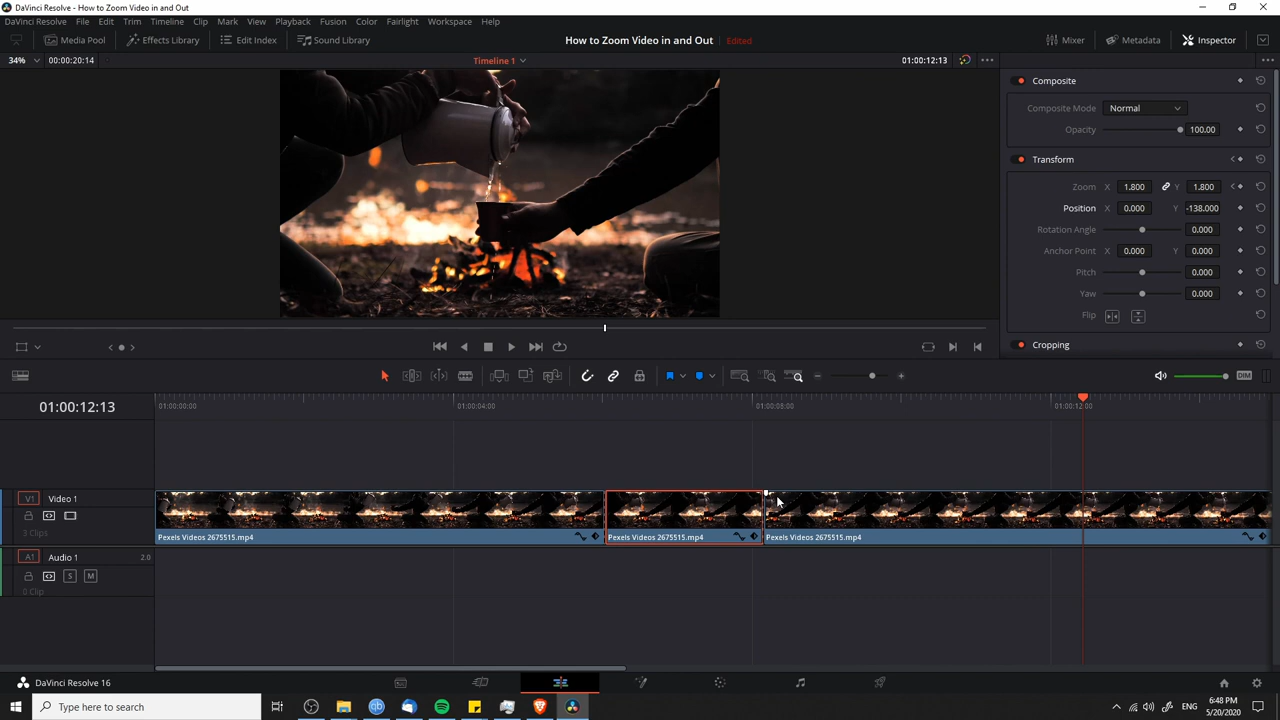 DaVinci Resolve - How to Zoom Video in and Out
DaVinci Resolve File Edit Trim Timeline Clip Mark View Playback Fusion Color Fairlight Workspace Help
Media Pool Effects Library Edit Index Sound Library How to Zoom Video in and Out Edited Mixer Metadata Inspector
34% 00:00:20:14 Timeline 1 01:00:12:13
Composite
Composite Mode Normal
Opacity 100.00
Transform
Zoom X 1.800 Y 1.800
Position X 0.000 Y -138.000
Rotation Angle 0.000
Anchor Point X 0.000 Y 0.000
Pitch 0.000
Yaw 0.000
Flip
Cropping
DIM
01:00:12:13 01:00:00:00 01:00:04:00 01:00:08:00 01:00:12:00
V1 Video 1
3 Clips
Pexels Videos 2675515.mp4 Pexels Videos 2675515.mp4 Pexels Videos 2675515.mp4
A1 Audio 1 2.0
S M
0 Clip
DaVinci Resolve 16
Type here to search
ENG
6:48 PM
5/20/2020